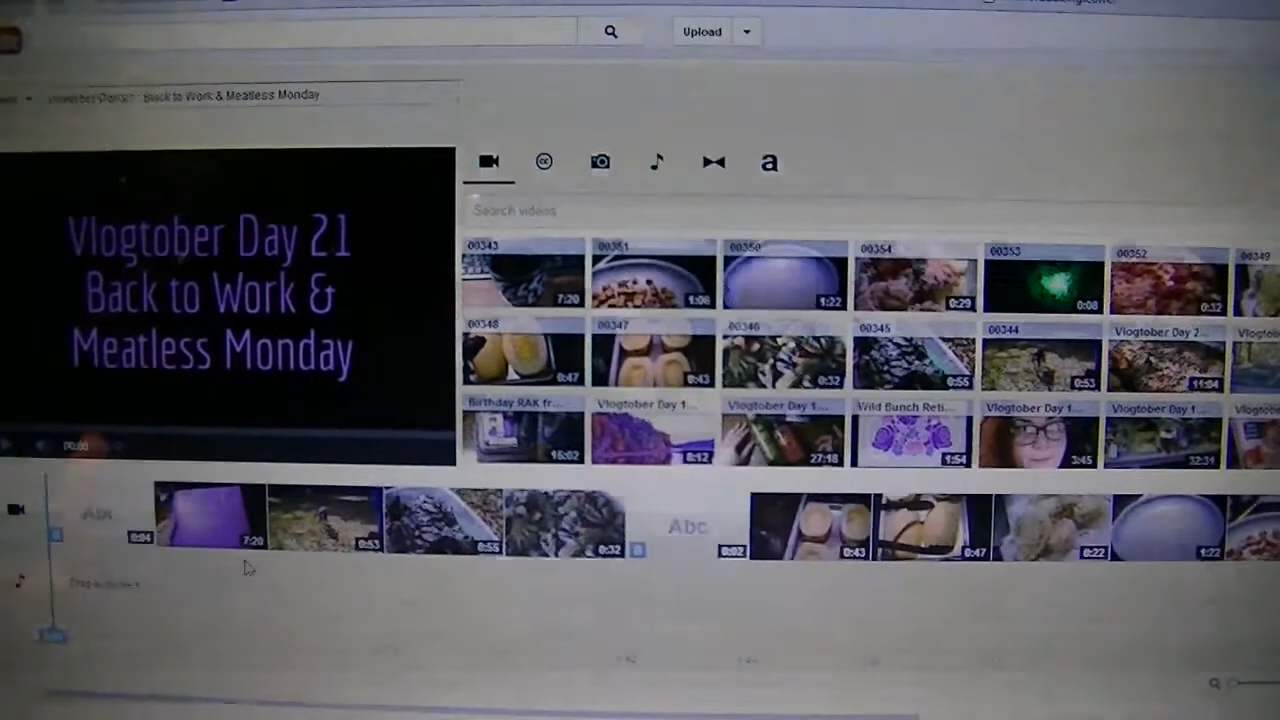 Upload
Back to Work & Meatless Monday
a
Vlogtober Day 21
Back to Work &
Meatless Monday
Search videos
00343 00351 00350 00354 00353 00352 00349
7:20 1:06 1:22 0:29 0:08 0:32
00348 00347 00346 00345 00344 Vlogtober Day 2...
0:47 0:43 0:32 0:55 0:53 11:04
Birthday RAK fr... Vlogtober Day 1... Vlogtober Day 1... Wild Bunch Reti... Vlogtober Day 1... Vlogtober Day 1...
15:02 8:12 27:18 1:54 3:45 32:31
Abc Abc
0:04 7:20 0:53 0:55 0:32 0:02 0:43 0:47 0:22 1:22